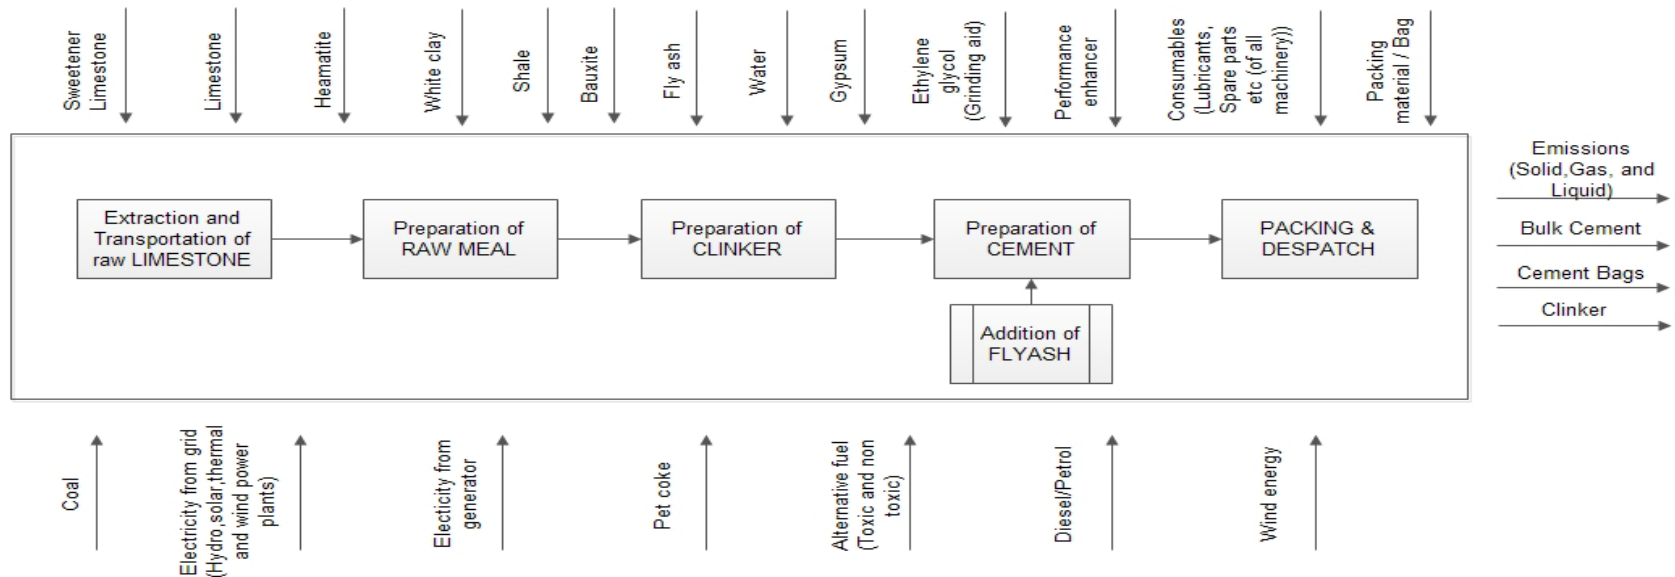 Sweetener
Limestone
Limestone
Heamatite
White clay
Shale
Bauxite
Fly ash
Water
Gypsum
Ethylene
glycol
(Grinding aid)
Performance
enhancer
Consumables
(Lubricants,
Spare parts
etc (of all
machinery))
Packing
material / Bag
Extraction and
Transportation of
raw LIMESTONE
Preparation of
RAW MEAL
Preparation of
CLINKER
Preparation of
CEMENT
PACKING &
DESPATCH
Addition of
FLYASH
Emissions
(Solid,Gas, and
Liquid)
Bulk Cement
Cement Bags
Clinker
Coal
Electricity from grid
(Hydro,solar,thermal
and wind power
plants)
Electicity from
generator
Pet coke
Alternative fuel
(Toxic and non
toxic)
Diesel/Petrol
Wind energy